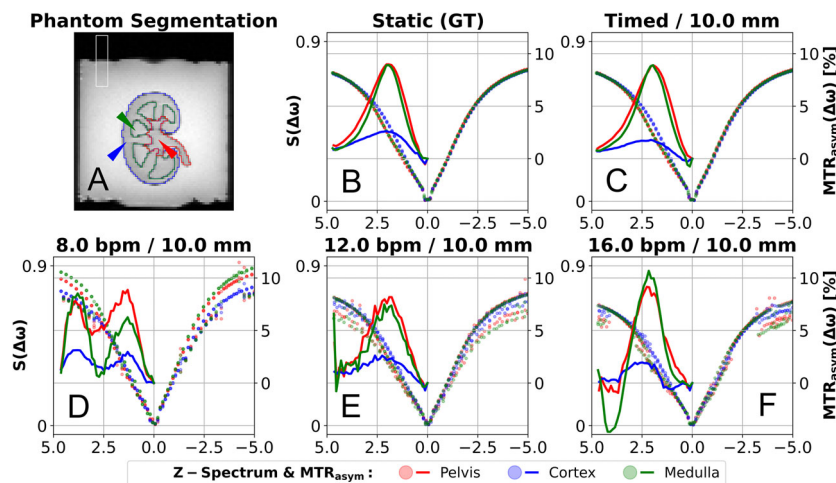 Phantom Segmentation
A
Static (GT)
0.9
0
S(Δω)
10
5
0
5.0 2.5 0.0 −2.5 −5.0
B
Timed / 10.0 mm
10
5
0
MTRasym(Δω) [%]
5.0 2.5 0.0 −2.5 −5.0
C
8.0 bpm / 10.0 mm
0.9
0
S(Δω)
10
5
0
5.0 2.5 0.0 −2.5 −5.0
D
12.0 bpm / 10.0 mm
0.9
0
10
5
0
5.0 2.5 0.0 −2.5 −5.0
E
16.0 bpm / 10.0 mm
0.9
0
10
5
0
MTRasym(Δω) [%]
5.0 2.5 0.0 −2.5 −5.0
F
Z − Spectrum & MTRasym : Pelvis Cortex Medulla